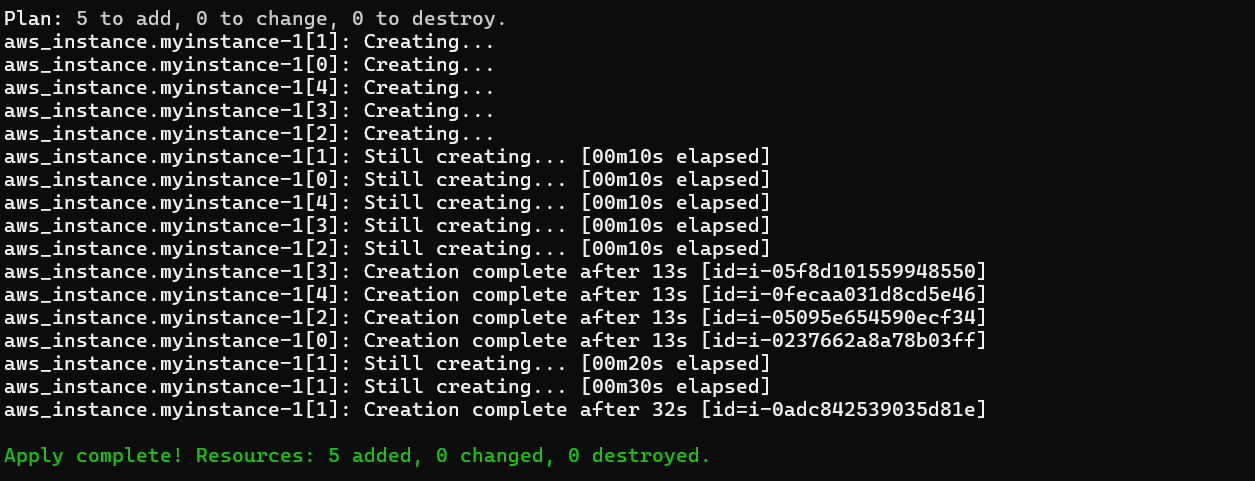 Plan: 5 to add, 0 to change, 0 to destroy.
aws_instance.myinstance-1[1]: Creating...
aws_instance.myinstance-1[0]: Creating...
aws_instance.myinstance-1[4]: Creating...
aws_instance.myinstance-1[3]: Creating...
aws_instance.myinstance-1[2]: Creating...
aws_instance.myinstance-1[1]: Still creating... [00m10s elapsed]
aws_instance.myinstance-1[0]: Still creating... [00m10s elapsed]
aws_instance.myinstance-1[4]: Still creating... [00m10s elapsed]
aws_instance.myinstance-1[3]: Still creating... [00m10s elapsed]
aws_instance.myinstance-1[2]: Still creating... [00m10s elapsed]
aws_instance.myinstance-1[3]: Creation complete after 13s [id=i-05f8d101559948550]
aws_instance.myinstance-1[4]: Creation complete after 13s [id=i-0fecaa031d8cd5e46]
aws_instance.myinstance-1[2]: Creation complete after 13s [id=i-05095e654590ecf34]
aws_instance.myinstance-1[0]: Creation complete after 13s [id=i-0237662a8a78b03ff]
aws_instance.myinstance-1[1]: Still creating... [00m20s elapsed]
aws_instance.myinstance-1[1]: Still creating... [00m30s elapsed]
aws_instance.myinstance-1[1]: Creation complete after 32s [id=i-0adc842539035d81e]
Apply complete! Resources: 5 added, 0 changed, 0 destroyed.